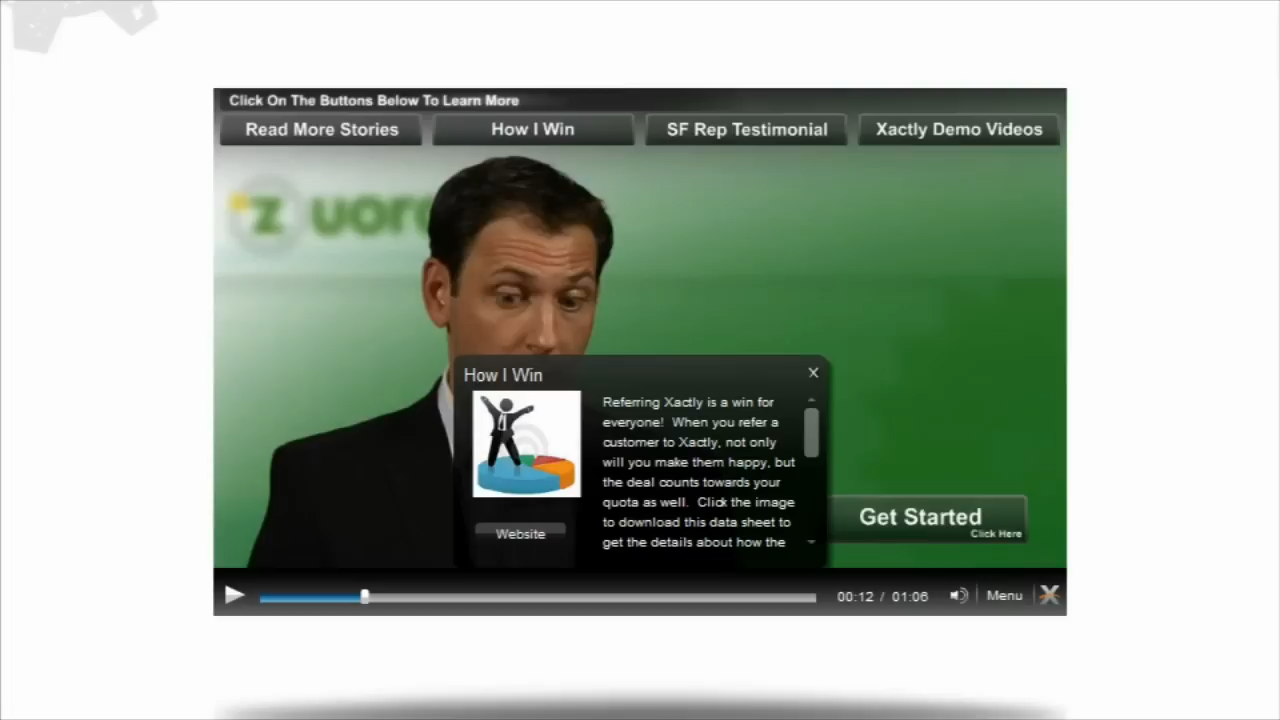 Click On The Buttons Below To Learn More
Read More Stories
How I Win
SF Rep Testimonial
Xactly Demo Videos
z uor
How I Win
X
Referring Xactly is a win for
everyone! When you refer a
customer to Xactly, not only
will you make them happy, but
the deal counts towards your
quota as well. Click the image
to download this data sheet to
get the details about how the
Website
Get Started
Click Here
00:12 / 01:06
Menu